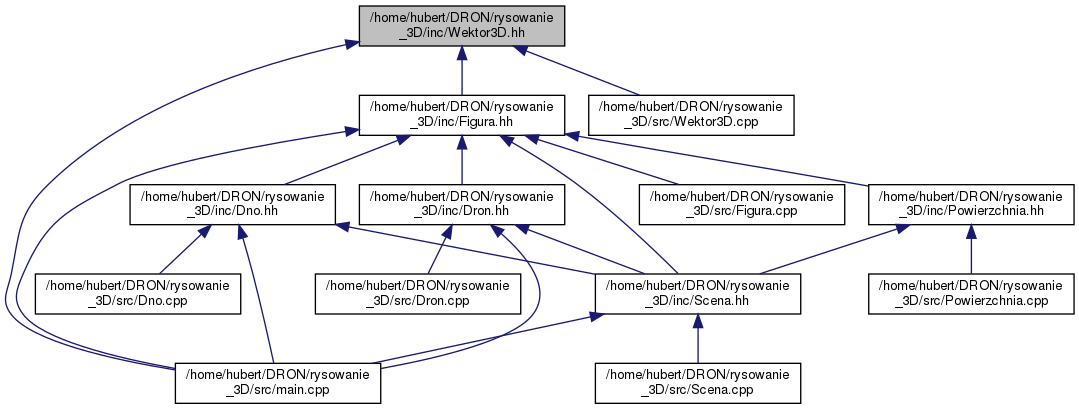 /home/hubert/DRON/rysowanie
_3D/inc/Wektor3D.hh
/home/hubert/DRON/rysowanie
_3D/inc/Figura.hh
/home/hubert/DRON/rysowanie
_3D/src/Wektor3D.cpp
/home/hubert/DRON/rysowanie
_3D/inc/Dno.hh
/home/hubert/DRON/rysowanie
_3D/inc/Dron.hh
/home/hubert/DRON/rysowanie
_3D/src/Figura.cpp
/home/hubert/DRON/rysowanie
_3D/inc/Powierzchnia.hh
/home/hubert/DRON/rysowanie
_3D/src/Dno.cpp
/home/hubert/DRON/rysowanie
_3D/src/Dron.cpp
/home/hubert/DRON/rysowanie
_3D/inc/Scena.hh
/home/hubert/DRON/rysowanie
_3D/src/Powierzchnia.cpp
/home/hubert/DRON/rysowanie
_3D/src/main.cpp
/home/hubert/DRON/rysowanie
_3D/src/Scena.cpp